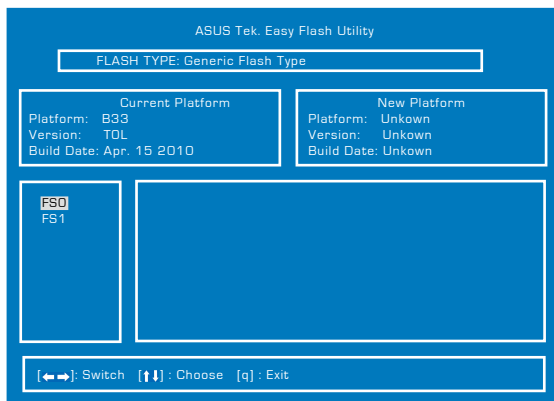 ASUS Tek. Easy Flash Utility
FLASH TYPE: Generic Flash Type
Current Platform
Platform: B33
Version: TOL
Build Date: Apr. 15 2010
New Platform
Platform: Unkown
Version: Unkown
Build Date: Unkown
FS0
FS1
[←→]: Switch [↑↓] : Choose [q] : Exit